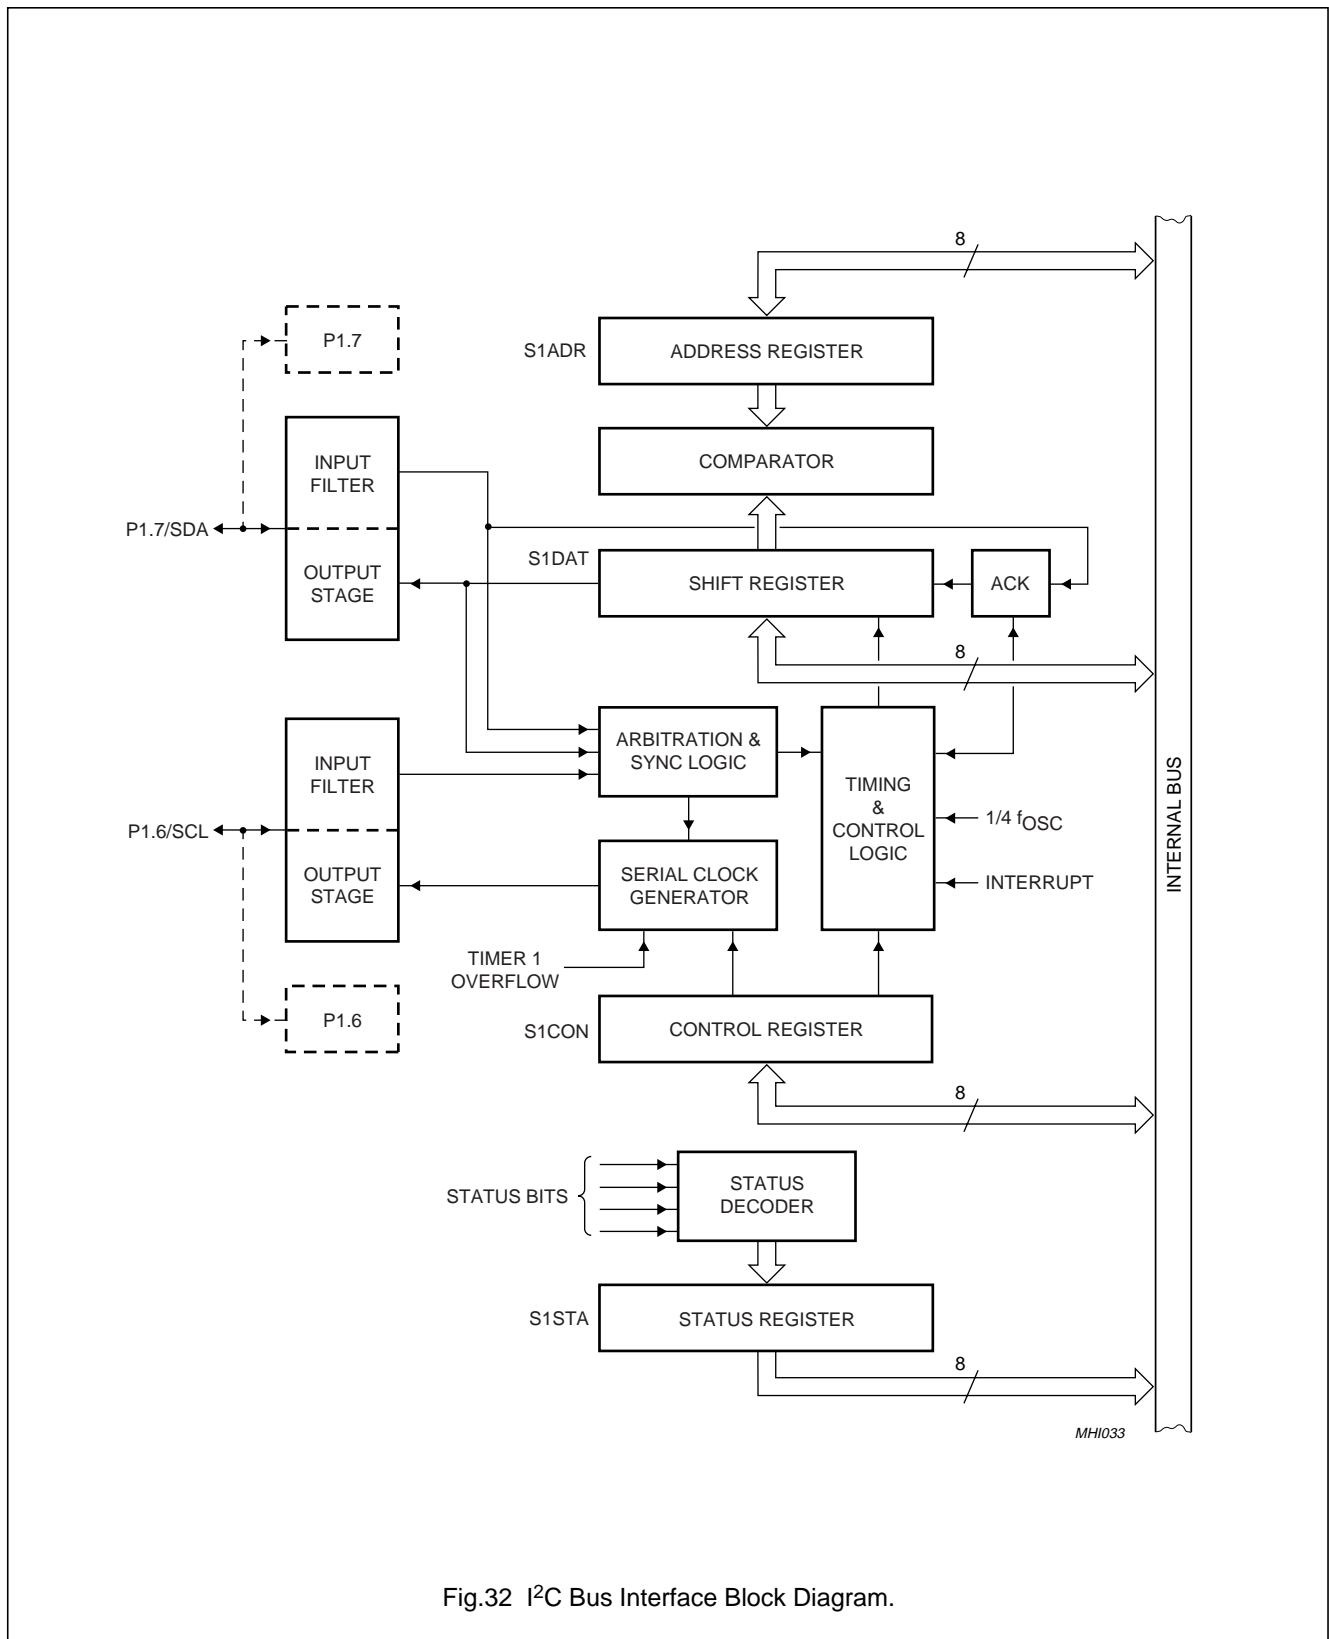 8
P1.7
S1ADR
ADDRESS REGISTER
INPUT
FILTER
COMPARATOR
P1.7/SDA
OUTPUT
STAGE
S1DAT
SHIFT REGISTER
ACK
8
INPUT
FILTER
ARBITRATION &
SYNC LOGIC
TIMING
&
CONTROL
LOGIC
1/4 fOSC
INTERRUPT
INTERNAL BUS
P1.6/SCL
OUTPUT
STAGE
SERIAL CLOCK
GENERATOR
TIMER 1
OVERFLOW
P1.6
S1CON
CONTROL REGISTER
8
STATUS BITS
STATUS
DECODER
S1STA
STATUS REGISTER
8
MHI033
Fig.32 I²C Bus Interface Block Diagram.